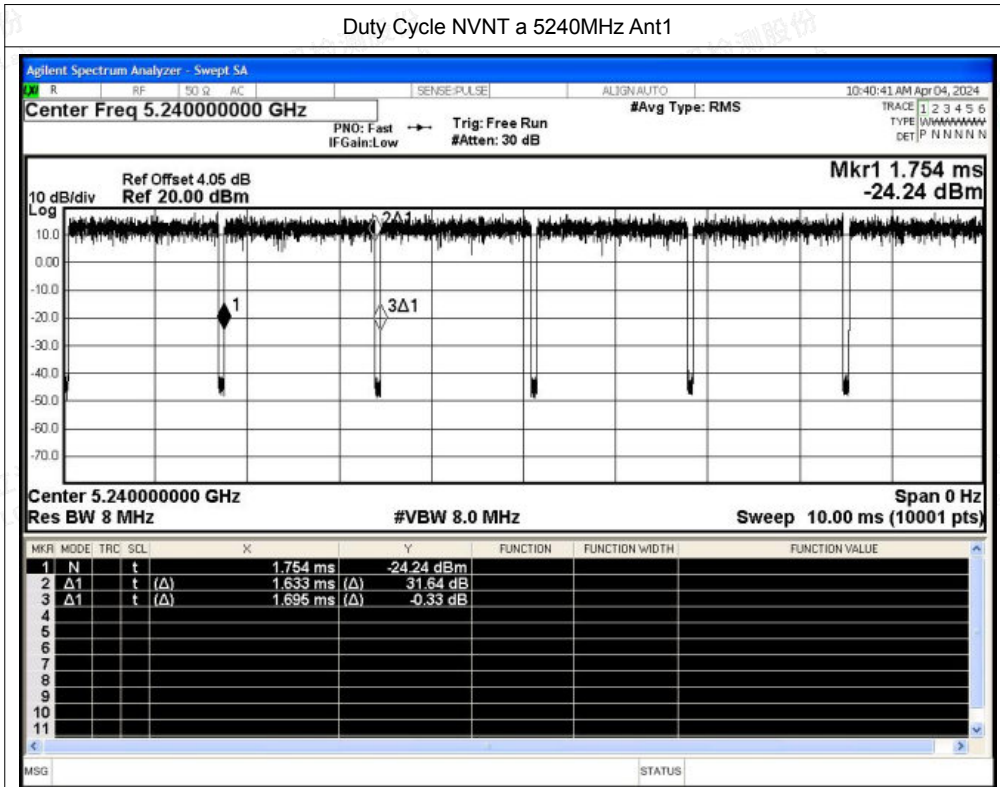 Duty Cycle NVNT a 5240MHz Ant1
Agilent Spectrum Analyzer - Swept SA
R RF 50 Ω AC SENSE:PULSE ALIGN AUTO 10:40:41 AM Apr 04, 2024
Center Freq 5.240000000 GHz #Avg Type: RMS TRACE 1 2 3 4 5 6
PNO: Fast Trig: Free Run TYPE
IFGain:Low #Atten: 30 dB DET P N N N N N
Mkr1 1.754 ms
Ref Offset 4.05 dB
10 dB/div Ref 20.00 dBm -24.24 dBm
Log
2Δ1
10.0
0.00
-10.0
1 3Δ1
-20.0
-30.0
-40.0
-50.0
-60.0
-70.0
Center 5.240000000 GHz Span 0 Hz
Res BW 8 MHz #VBW 8.0 MHz Sweep 10.00 ms (10001 pts)
MKR MODE TRC SCL X Y FUNCTION FUNCTION WIDTH FUNCTION VALUE
1 N t 1.754 ms -24.24 dBm
2 Δ1 t (Δ) 1.633 ms (Δ) 31.64 dB
3 Δ1 t (Δ) 1.695 ms (Δ) -0.33 dB
4
5
6
7
8
9
10
11
MSG STATUS